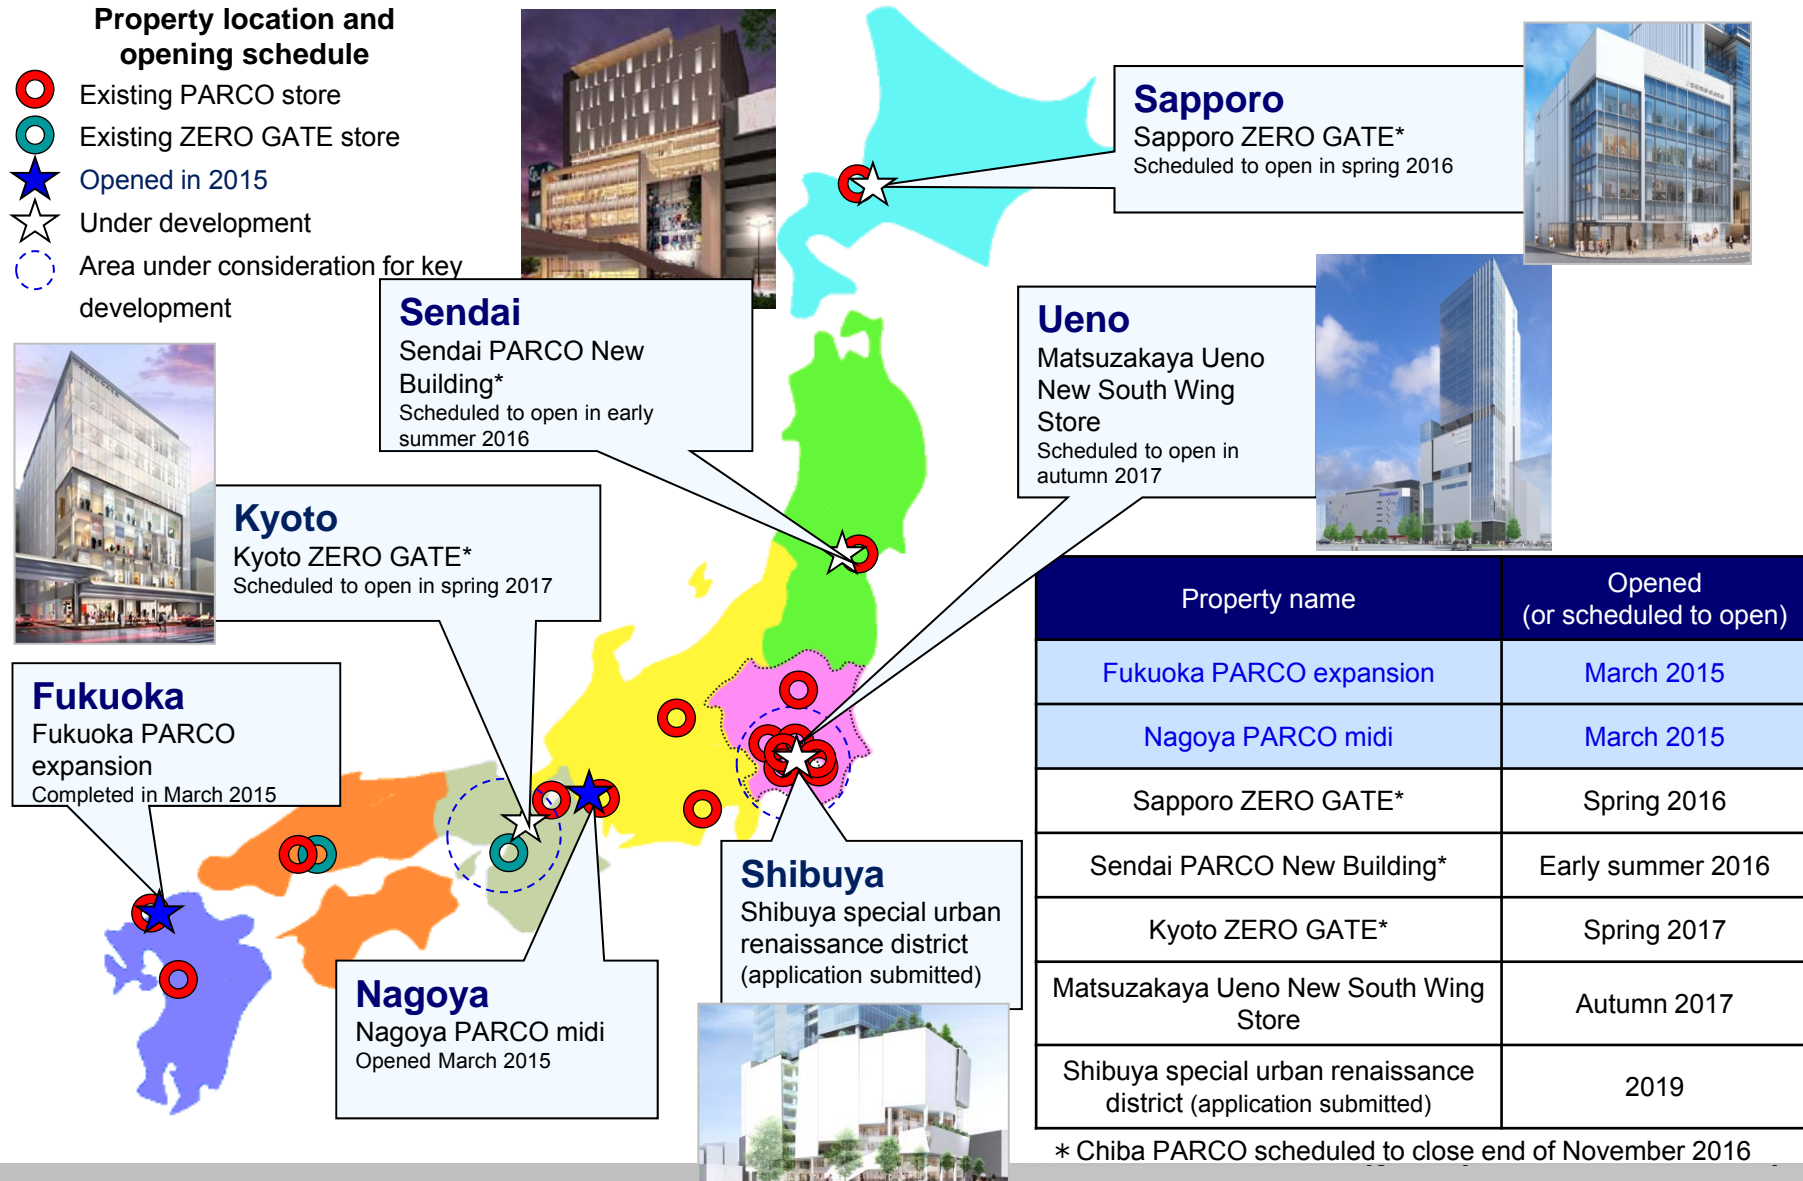 Property location and
opening schedule
Existing PARCO store
Existing ZERO GATE store
Opened in 2015
Under development
Area under consideration for key
development
Sapporo
Sapporo ZERO GATE*
Scheduled to open in spring 2016
Sendai
Sendai PARCO New
Building*
Scheduled to open in early
summer 2016
Ueno
Matsuzakaya Ueno
New South Wing
Store
Scheduled to open in
autumn 2017
Kyoto
Kyoto ZERO GATE*
Scheduled to open in spring 2017
Fukuoka
Fukuoka PARCO
expansion
Completed in March 2015
Nagoya
Nagoya PARCO midi
Opened March 2015
Shibuya
Shibuya special urban
renaissance district
(application submitted)
Property name
Opened
(or scheduled to open)
Fukuoka PARCO expansion
March 2015
Nagoya PARCO midi
March 2015
Sapporo ZERO GATE*
Spring 2016
Sendai PARCO New Building*
Early summer 2016
Kyoto ZERO GATE*
Spring 2017
Matsuzakaya Ueno New South Wing
Store
Autumn 2017
Shibuya special urban renaissance
district (application submitted)
2019
＊Chiba PARCO scheduled to close end of November 2016